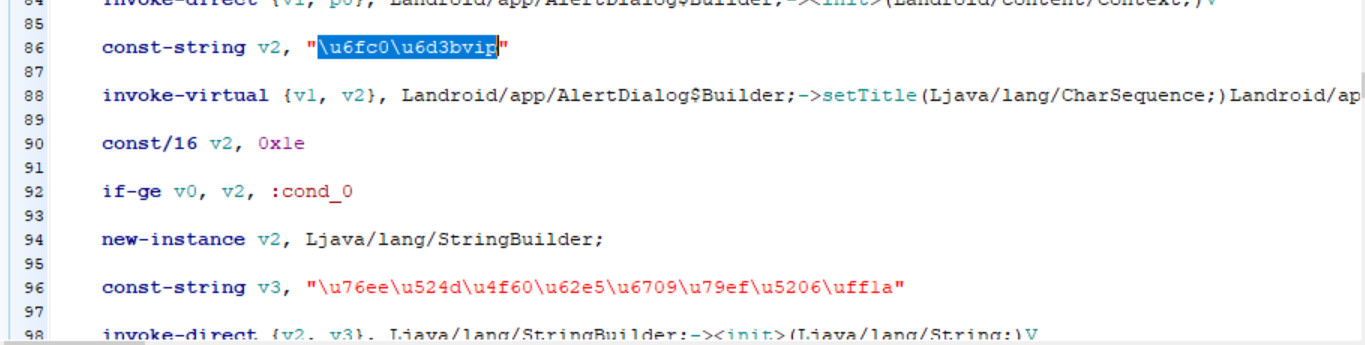 84 invoke-direct {v1, p0}, Landroid/app/AlertDialog$Builder;-><init>(Landroid/content/Context;)V
85
86 const-string v2, "\u6fc0\u6d3bvip"
87
88 invoke-virtual {v1, v2}, Landroid/app/AlertDialog$Builder;->setTitle(Ljava/lang/CharSequence;)Landroid/ap
89
90 const/16 v2, 0x1e
91
92 if-ge v0, v2, :cond_0
93
94 new-instance v2, Ljava/lang/StringBuilder;
95
96 const-string v3, "\u76ee\u524d\u4f60\u62e5\u6709\u79ef\u5206\uff1a"
97
98 invoke-direct {v2, v3}, Ljava/lang/StringBuilder;-><init>(Ljava/lang/String;)V